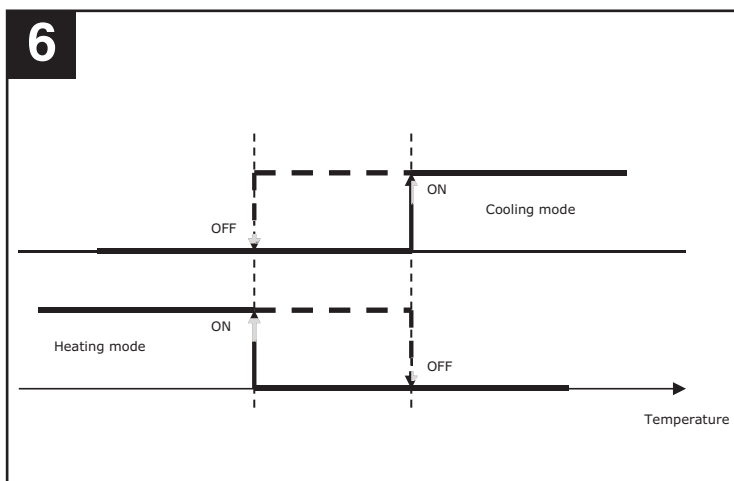 6
ON
Cooling mode
OFF
ON
Heating mode
OFF
Temperature